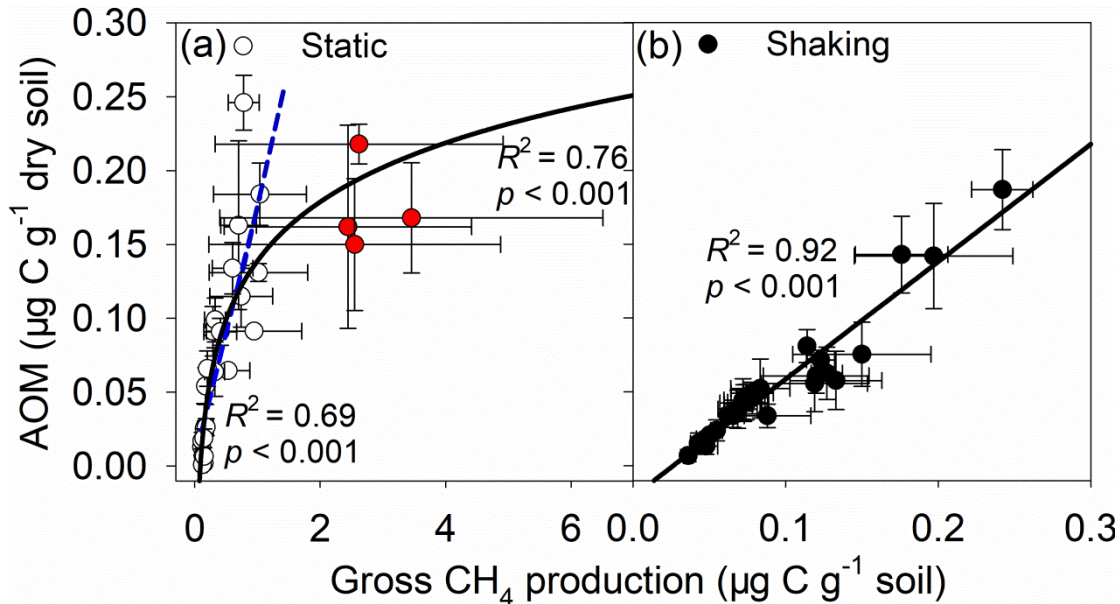 AOM (µg C g⁻¹ dry soil)
0.30
0.25
0.20
0.15
0.10
0.05
0.00
(a) Static
R² = 0.76
p < 0.001
R² = 0.69
p < 0.001
(b) Shaking
R² = 0.92
p < 0.001
0 2 4 6 0.0 0.1 0.2 0.3
Gross CH₄ production (µg C g⁻¹ soil)